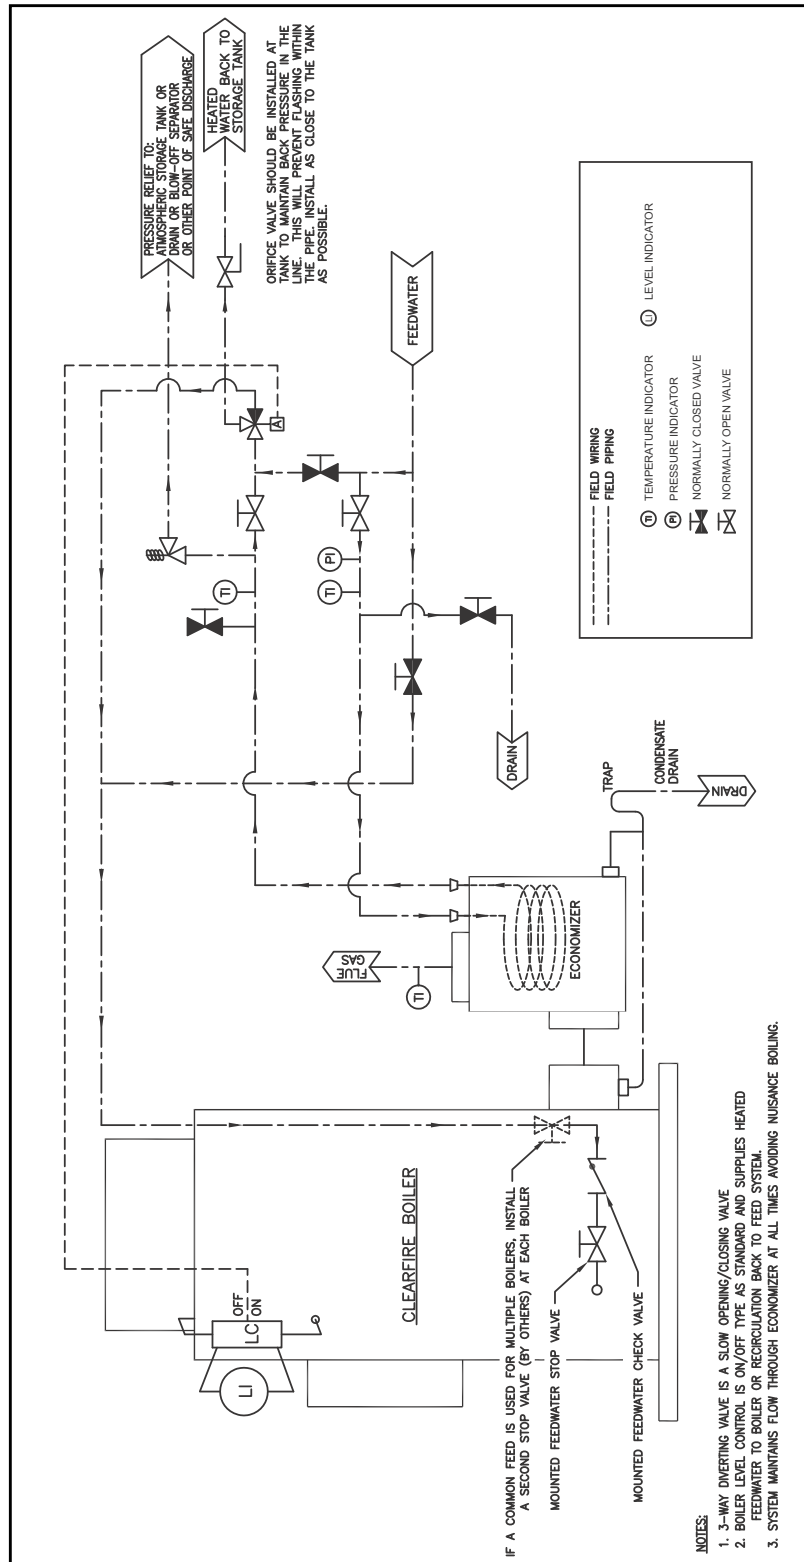 PRESSURE RELIEF TO:
ATMOSPHERIC STORAGE TANK OR
DRAIN OR BLOW-OFF SEPARATOR
OR OTHER POINT OF SAFE DISCHARGE
HEATED
WATER BACK TO
STORAGE TANK
ORIFICE VALVE SHOULD BE INSTALLED AT
TANK TO MAINTAIN BACK PRESSURE IN THE
LINE. THIS WILL PREVENT FLASHING WITHIN
THE PIPE. INSTALL AS CLOSE TO THE TANK
AS POSSIBLE.
FEEDWATER
A
TI
PI
TI
DRAIN
FIELD WIRING
FIELD PIPING
TI TEMPERATURE INDICATOR
PI PRESSURE INDICATOR
NORMALLY CLOSED VALVE
NORMALLY OPEN VALVE
LI LEVEL INDICATOR
FLUE
GAS
TI
ECONOMIZER
TRAP
CONDENSATE
DRAIN
DRAIN
LI
LC
OFF
ON
CLEARFIRE BOILER
IF A COMMON FEED IS USED FOR MULTIPLE BOILERS, INSTALL
A SECOND STOP VALVE (BY OTHERS) AT EACH BOILER
MOUNTED FEEDWATER STOP VALVE
MOUNTED FEEDWATER CHECK VALVE
NOTES:
1. 3-WAY DIVERTING VALVE IS A SLOW OPENING/CLOSING VALVE
2. BOILER LEVEL CONTROL IS ON/OFF TYPE AS STANDARD AND SUPPLIES HEATED
FEEDWATER TO BOILER OR RECIRCULATION BACK TO FEED SYSTEM.
3. SYSTEM MAINTAINS FLOW THROUGH ECONOMIZER AT ALL TIMES AVOIDING NUISANCE BOILING.